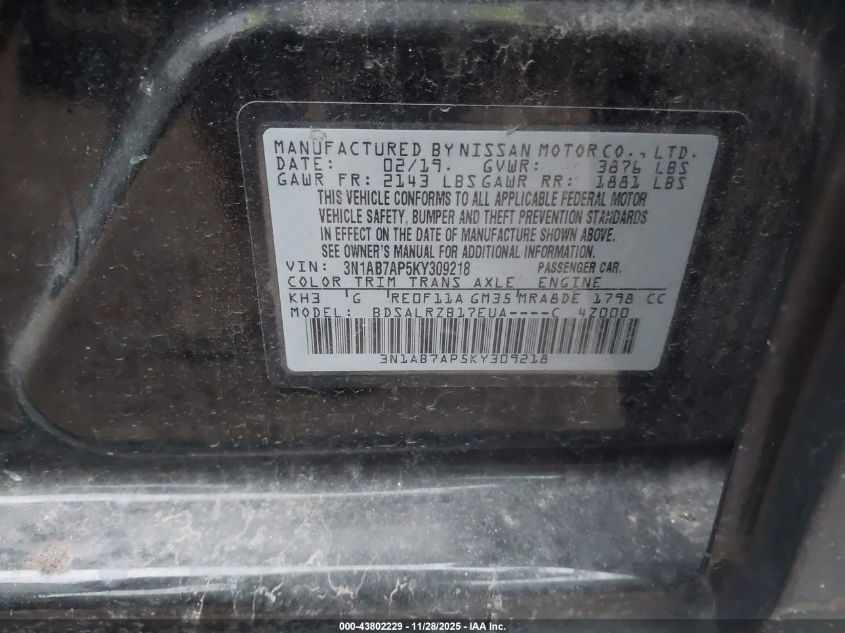 MANUFACTURED BY NISSAN MOTOR CO., LTD.
DATE: 02/19. GVWR: 3876 LBS
GAWR FR: 2143 LBS GAWR RR: 1881 LBS
THIS VEHICLE CONFORMS TO ALL APPLICABLE FEDERAL MOTOR
VEHICLE SAFETY, BUMPER AND THEFT PREVENTION STANDARDS
IN EFFECT ON THE DATE OF MANUFACTURE SHOWN ABOVE.
SEE OWNER'S MANUAL FOR ADDITIONAL INFORMATION.
VIN: 3N1AB7AP5KY309218 PASSENGER CAR.
COLOR TRIM TRANS AXLE ENGINE
KH3 G RE0F11A GM35 MRA8DE 1798 CC
MODEL: BDSALRZB17EUA----C 4Z000
3N1AB7AP5KY309218
000-43802229 - 11/28/2025 - IAA Inc.